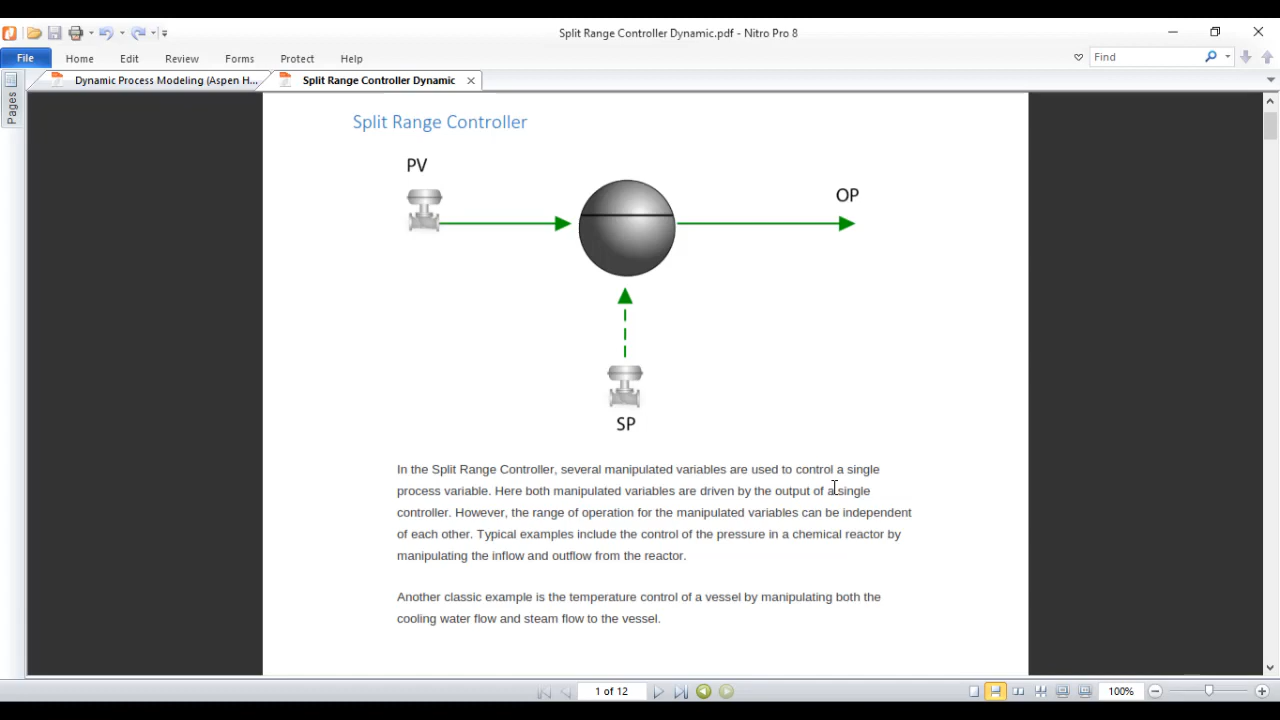 Split Range Controller Dynamic.pdf - Nitro Pro 8
File Home Edit Review Forms Protect Help
Find
Dynamic Process Modeling (Aspen H...
Split Range Controller Dynamic
Pages
Split Range Controller
PV
OP
SP
In the Split Range Controller, several manipulated variables are used to control a single
process variable. Here both manipulated variables are driven by the output of a single
controller. However, the range of operation for the manipulated variables can be independent
of each other. Typical examples include the control of the pressure in a chemical reactor by
manipulating the inflow and outflow from the reactor.
Another classic example is the temperature control of a vessel by manipulating both the
cooling water flow and steam flow to the vessel.
1 of 12
100%